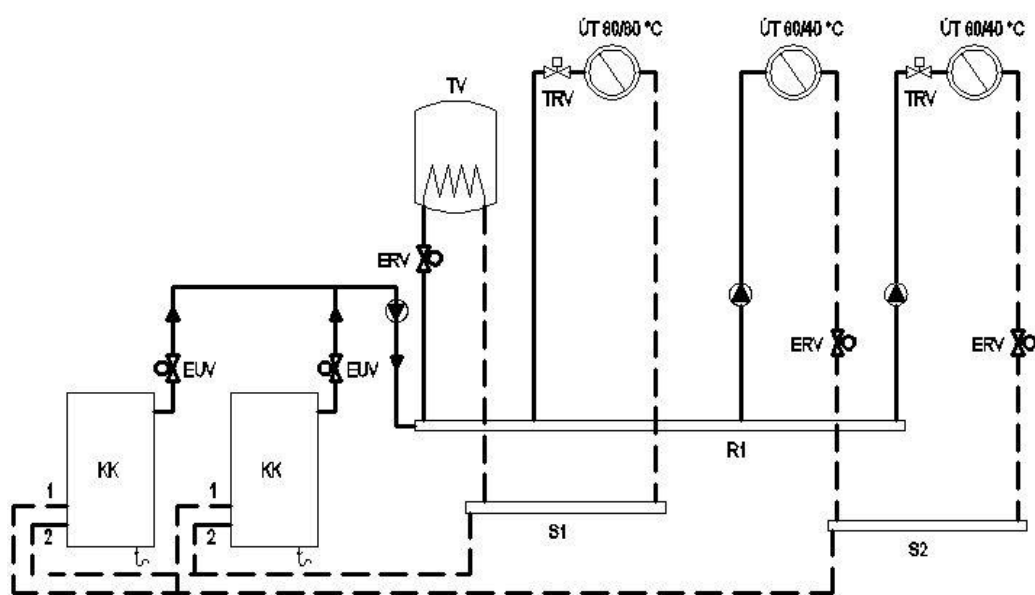 ÚT 80/60 °C
ÚT 60/40 °C
ÚT 60/40 °C
TV
TRV
TRV
ERV
EUV
EUV
ERV
ERV
KK
KK
R1
1
2
1
2
S1
S2